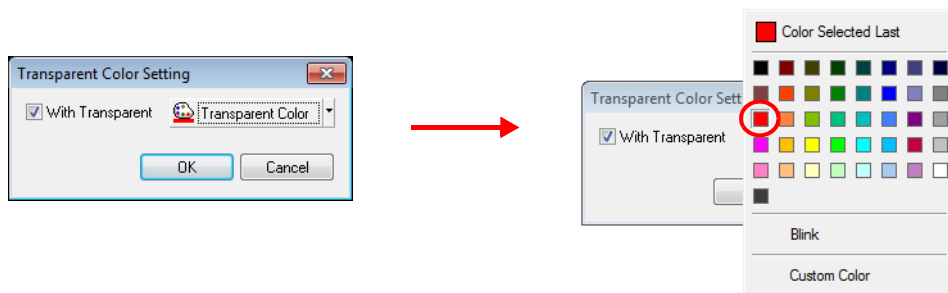 Transparent Color Setting
With Transparent
Transparent Color
OK
Cancel
Transparent Color Sett
With Transparent
Color Selected Last
Blink
Custom Color